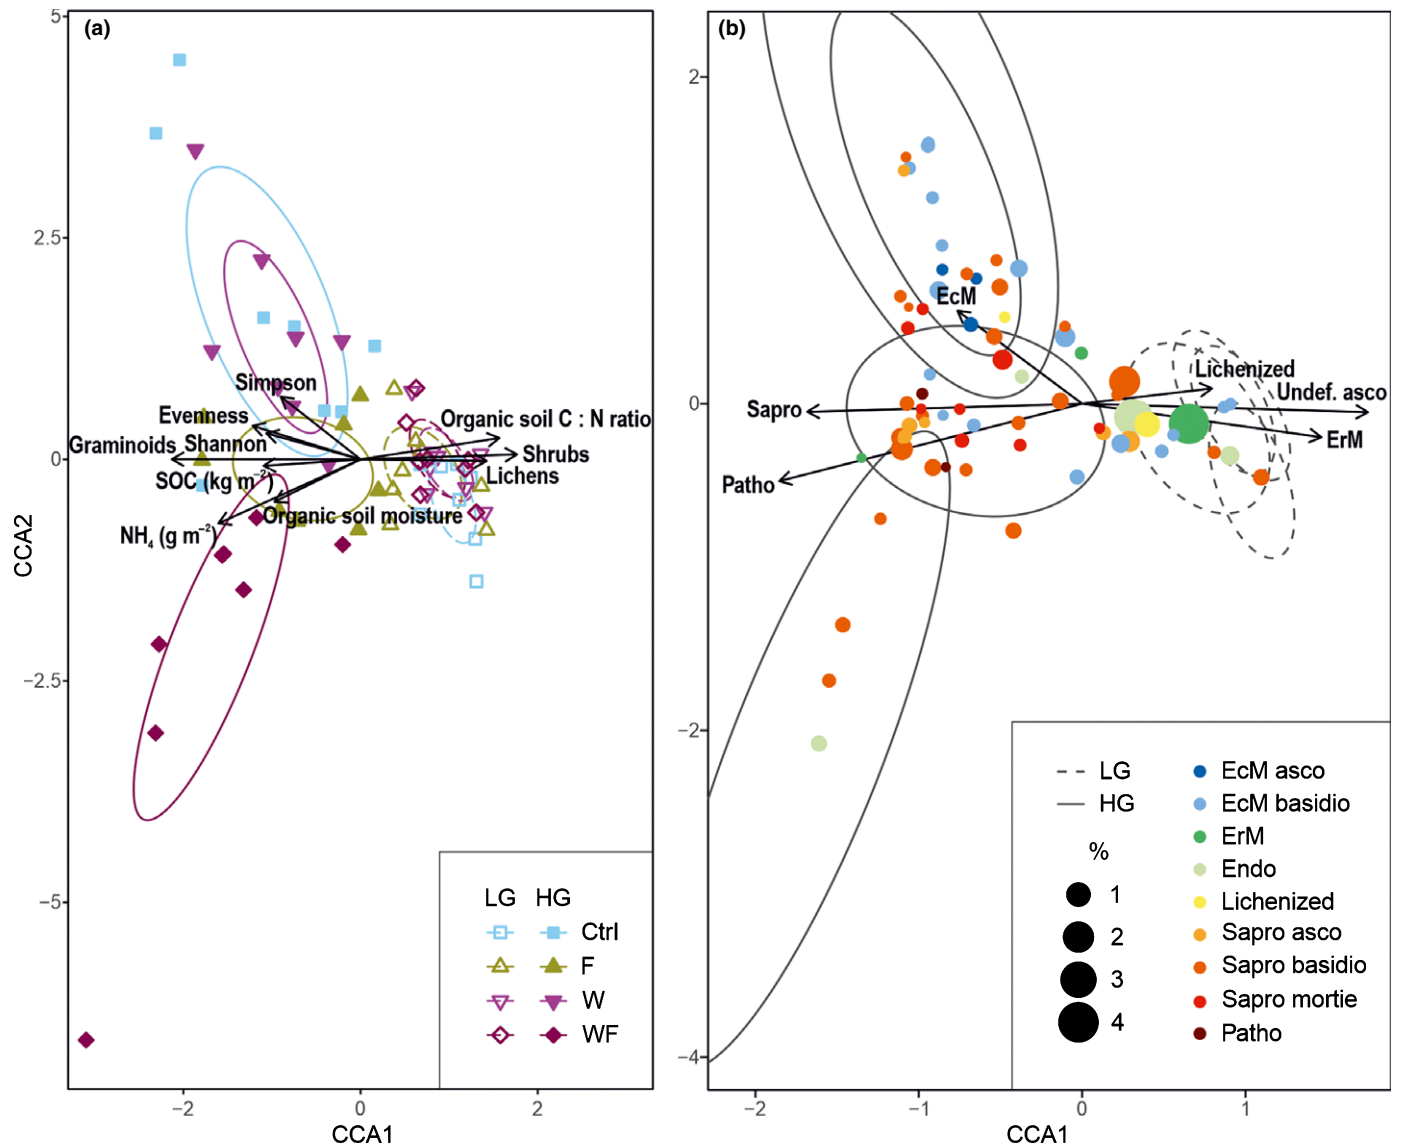 (a)
5
2.5
0
−2.5
−5
CCA2
Simpson
Evenness
Graminoids Shannon
SOC (kg m⁻²)
NH₄ (g m⁻²)
Organic soil moisture
Organic soil C : N ratio
Shrubs
Lichens
LG HG
Ctrl
F
W
WF
−2 0 2
CCA1
(b)
2
0
−2
−4
EcM
Lichenized
Undef. asco
ErM
Sapro
Patho
LG
HG
%
1
2
3
4
EcM asco
EcM basidio
ErM
Endo
Lichenized
Sapro asco
Sapro basidio
Sapro mortie
Patho
−2 −1 0 1
CCA1